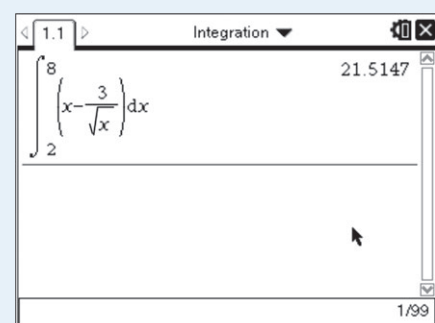 1.1 Integration
∫₂⁸ (x − 3/√x) dx 21.5147
1/99